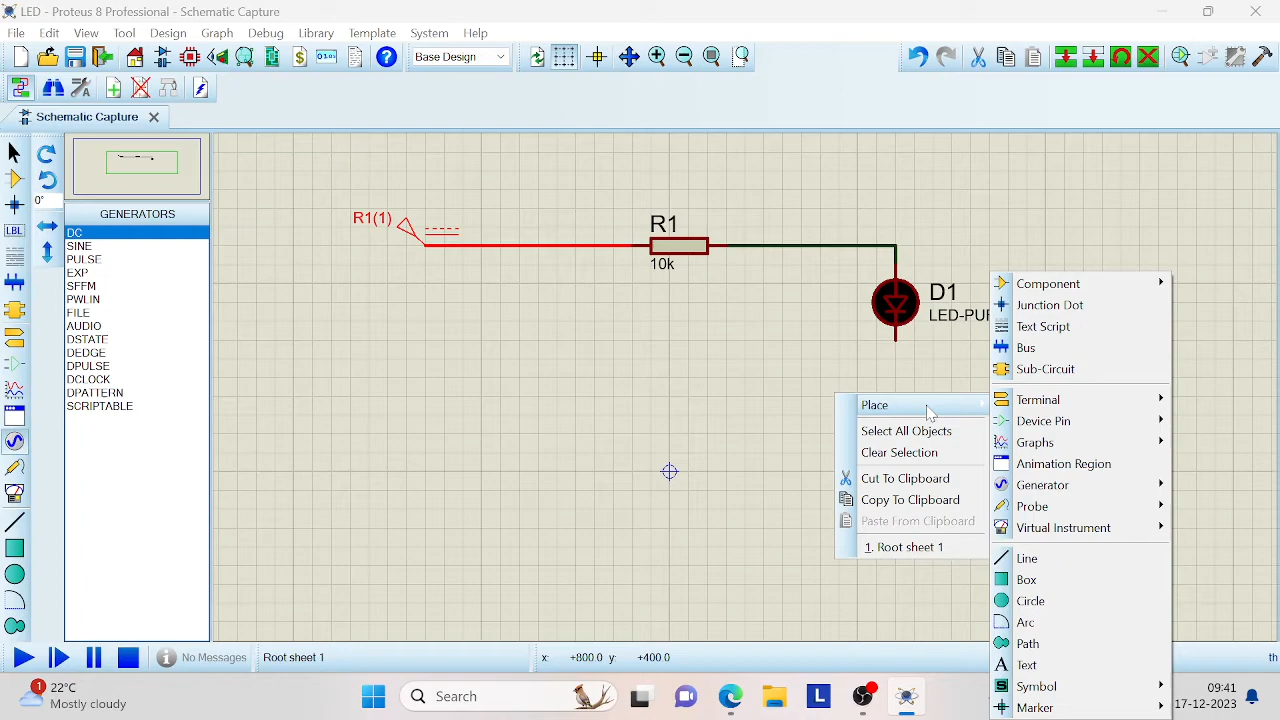 LED - Proteus 8 Professional - Schematic Capture
File Edit View Tool Design Graph Debug Library Template System Help
Base Design
Schematic Capture
0°
GENERATORS
DC
SINE
PULSE
EXP
SFFM
PWLIN
FILE
AUDIO
DSTATE
DEDGE
DPULSE
DCLOCK
DPATTERN
SCRIPTABLE
LBL
R1(1)
R1
10k
D1
LED-PUR
Place
Select All Objects
Clear Selection
Cut To Clipboard
Copy To Clipboard
Paste From Clipboard
1. Root sheet 1
Component
Junction Dot
Text Script
Bus
Sub-Circuit
Terminal
Device Pin
Graphs
Animation Region
Generator
Probe
Virtual Instrument
Line
Box
Circle
Arc
Path
Text
Symbol
Marker
No Messages
Root sheet 1
x: +800.0 y: +400.0
th
1
22°C
Mostly cloudy
Search
L
09:41
17-12-2023